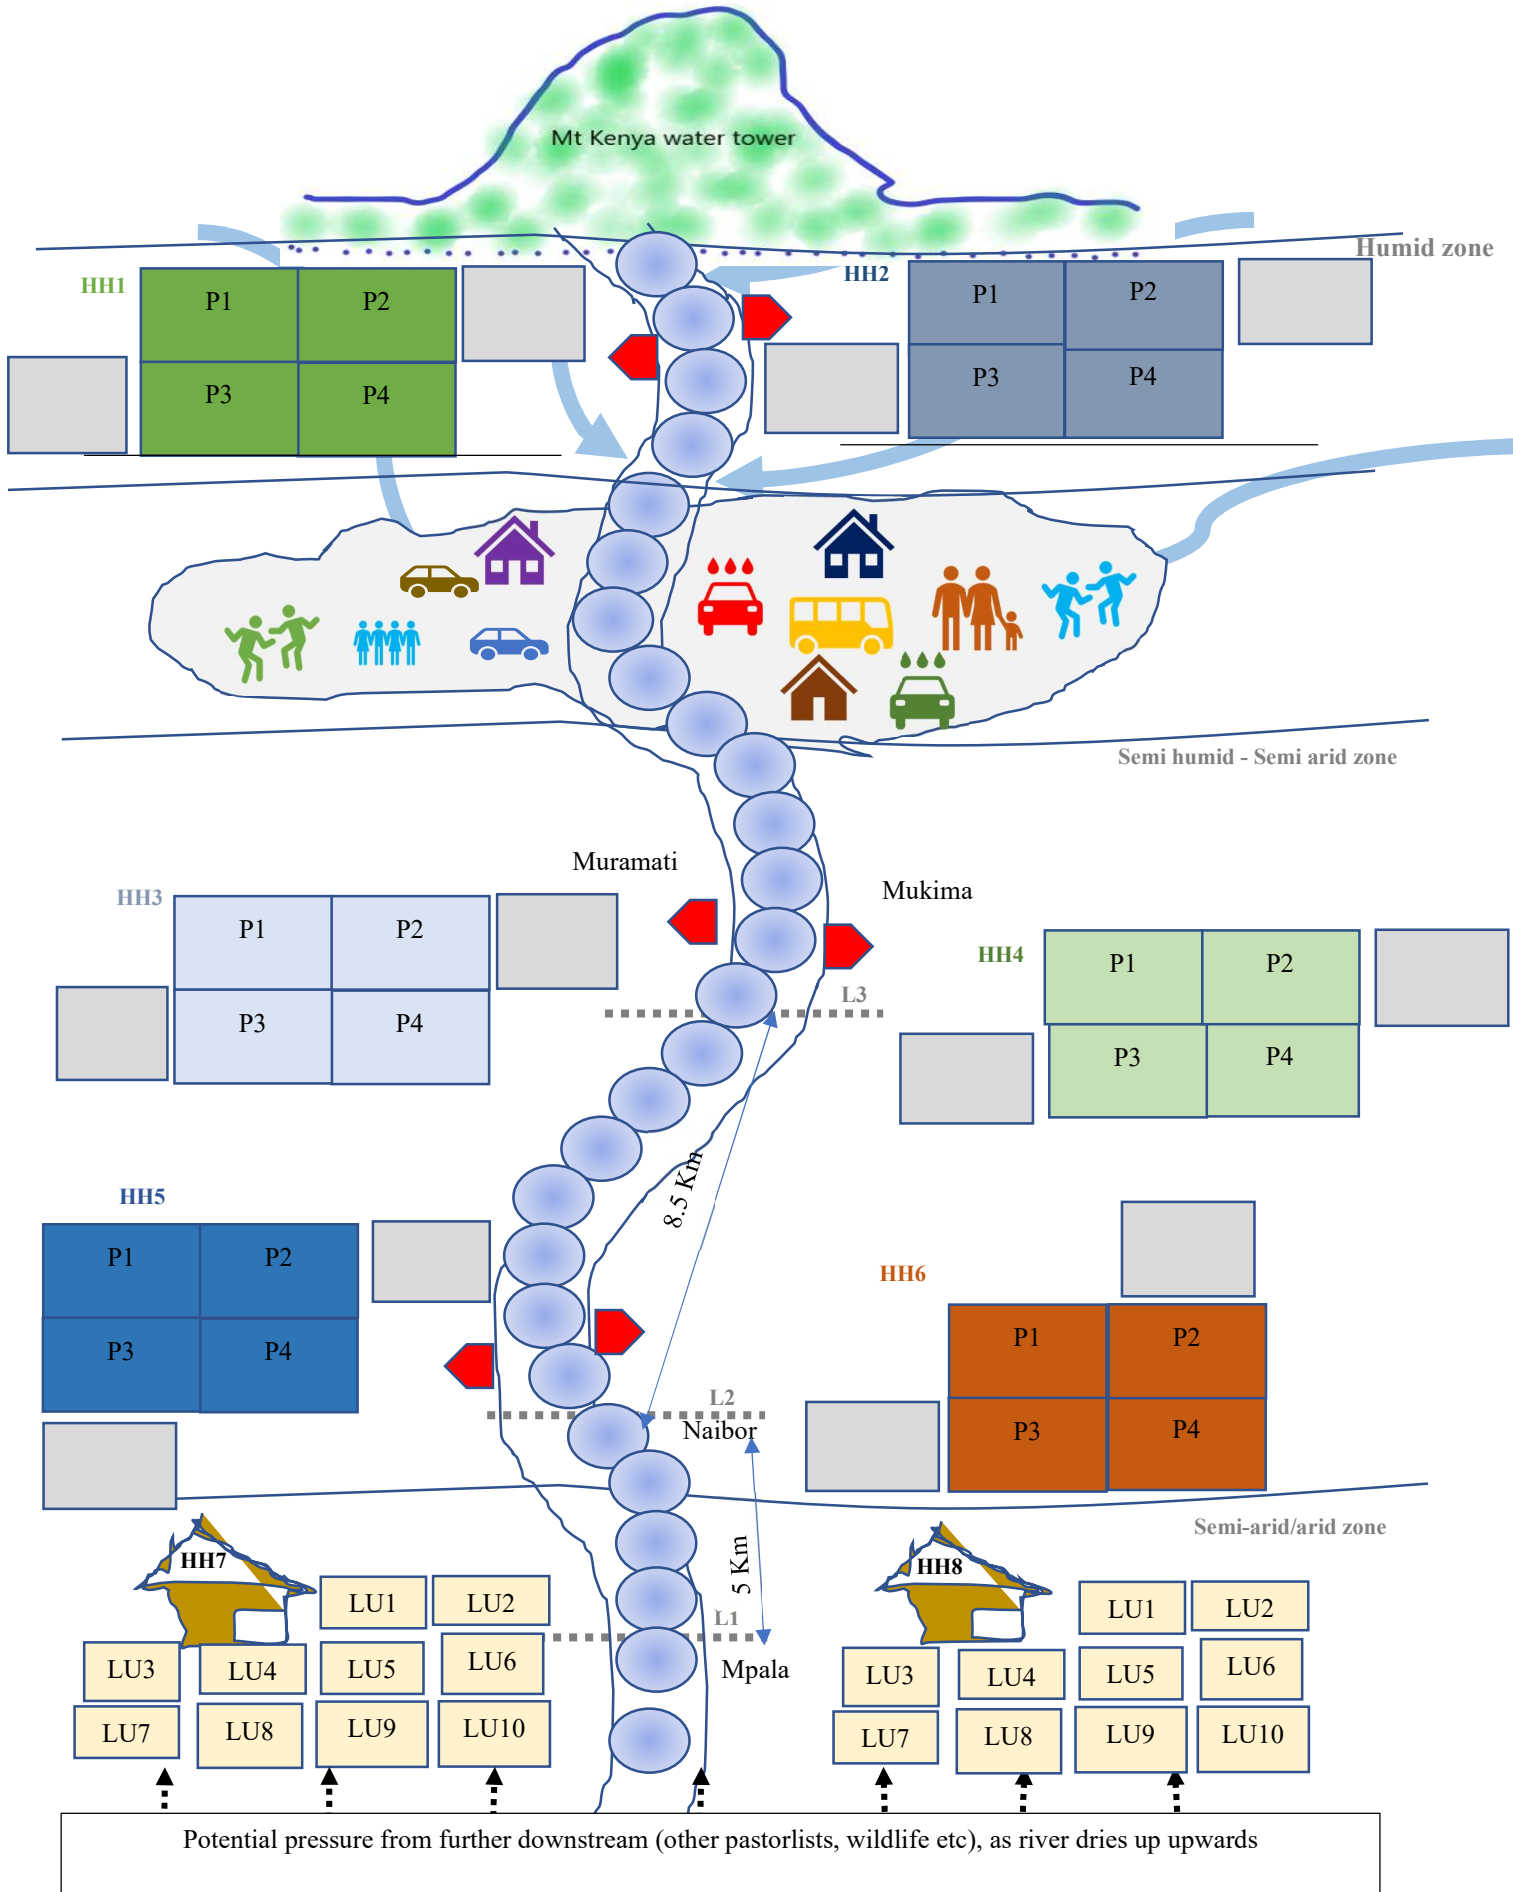 Mt Kenya water tower
Humid zone
HH1
P1
P2
P3
P4
HH2
P1
P2
P3
P4
Semi humid - Semi arid zone
Muramati
Mukima
HH3
P1
P2
P3
P4
HH4
P1
P2
P3
P4
L3
8.5 Km
HH5
P1
P2
P3
P4
HH6
P1
P2
P3
P4
L2
Naibor
Semi-arid/arid zone
5 Km
HH7
LU1
LU2
LU3
LU4
LU5
LU6
LU7
LU8
LU9
LU10
L1
Mpala
HH8
LU1
LU2
LU3
LU4
LU5
LU6
LU7
LU8
LU9
LU10
Potential pressure from further downstream (other pastorlists, wildlife etc), as river dries up upwards